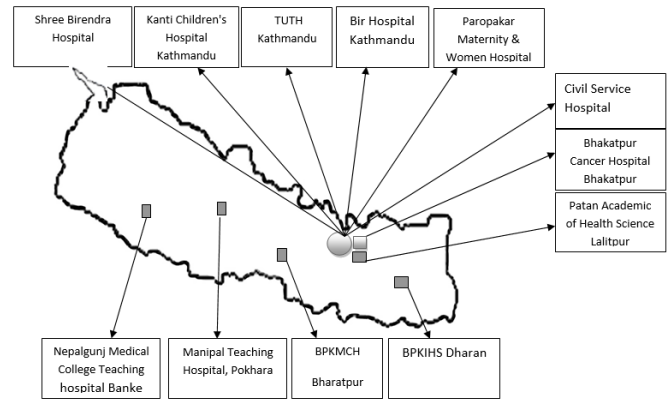 Shree Birendra
Hospital
Kanti Children's
Hospital
Kathmandu
TUTH
Kathmandu
Bir Hospital
Kathmandu
Paropakar
Maternity &
Women Hospital
Civil Service
Hospital
Bhakatpur
Cancer Hospital
Bhakatpur
Patan Academic
of Health Science
Lalitpur
Nepalgunj Medical
College Teaching
hospital Banke
Manipal Teaching
Hospital, Pokhara
BPKMCH
Bharatpur
BPKIHS Dharan